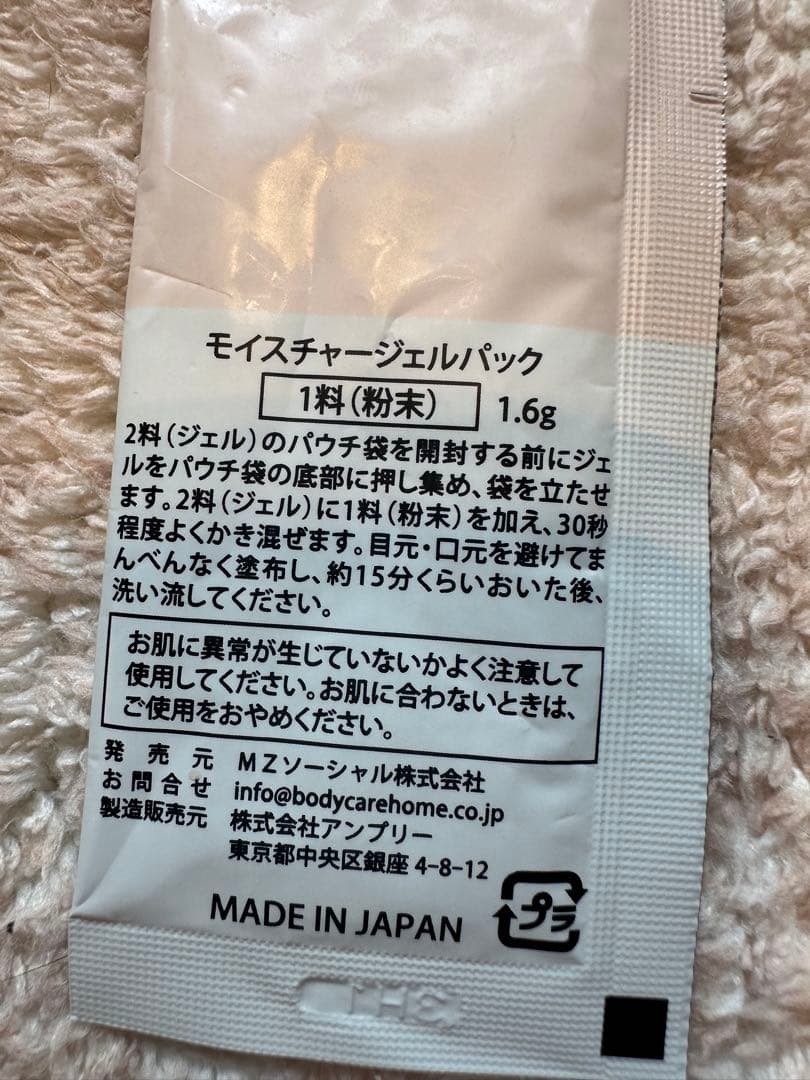 モイスチャージェルパック
1料(粉末) 1.6g
2料(ジェル)のパウチ袋を開封する前にジェ
ルをパウチ袋の底部に押し集め、袋を立たせ
ます。2料(ジェル)に1料(粉末)を加え、30秒
程度よくかき混ぜます。目元・口元を避けてま
んべんなく塗布し、約15分くらいおいた後、
洗い流してください。
お肌に異常が生じていないかよく注意して
使用してください。お肌に合わないときは、
ご使用をおやめください。
発売元 MZソーシャル株式会社
お問合せ info@bodycarehome.co.jp
製造販売元 株式会社アンプリー
東京都中央区銀座 4-8-12
MADE IN JAPAN
プラ